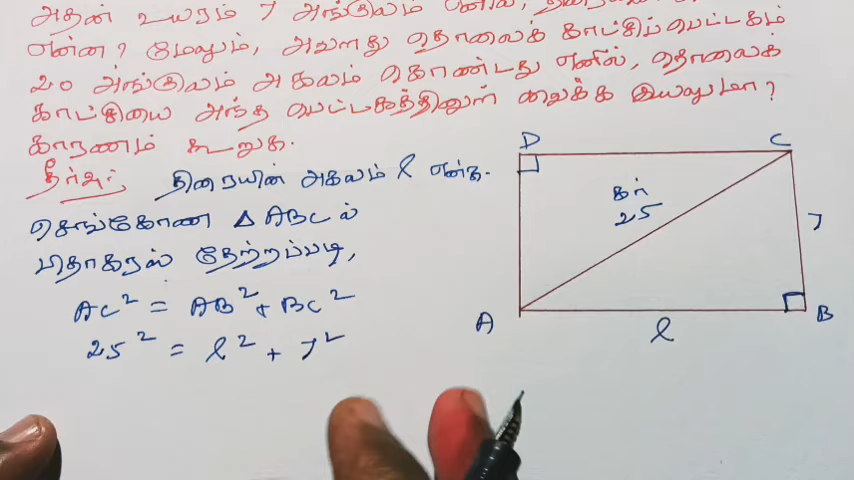 அதன் உயரம் 7 அங்குலம் எனில்,
என்ன? மேலும், அவளது தொலைக் காட்சிப் பெட்டகம்
20 அங்குலம் அகலம் கொண்டது எனில், தொலைக்
காட்சியை அந்த பெட்டகத்தினுள் வைக்க இயலுமா?
காரணம் கூறுக.
தீர்வு: திரையின் அகலம் l என்க.
செங்கோண Δ ABC ல்
பிதாகரஸ் தேற்றப்படி,
AC² = AB² + BC²
25² = l² + 7²
D C
கர்
25
7
A B
l